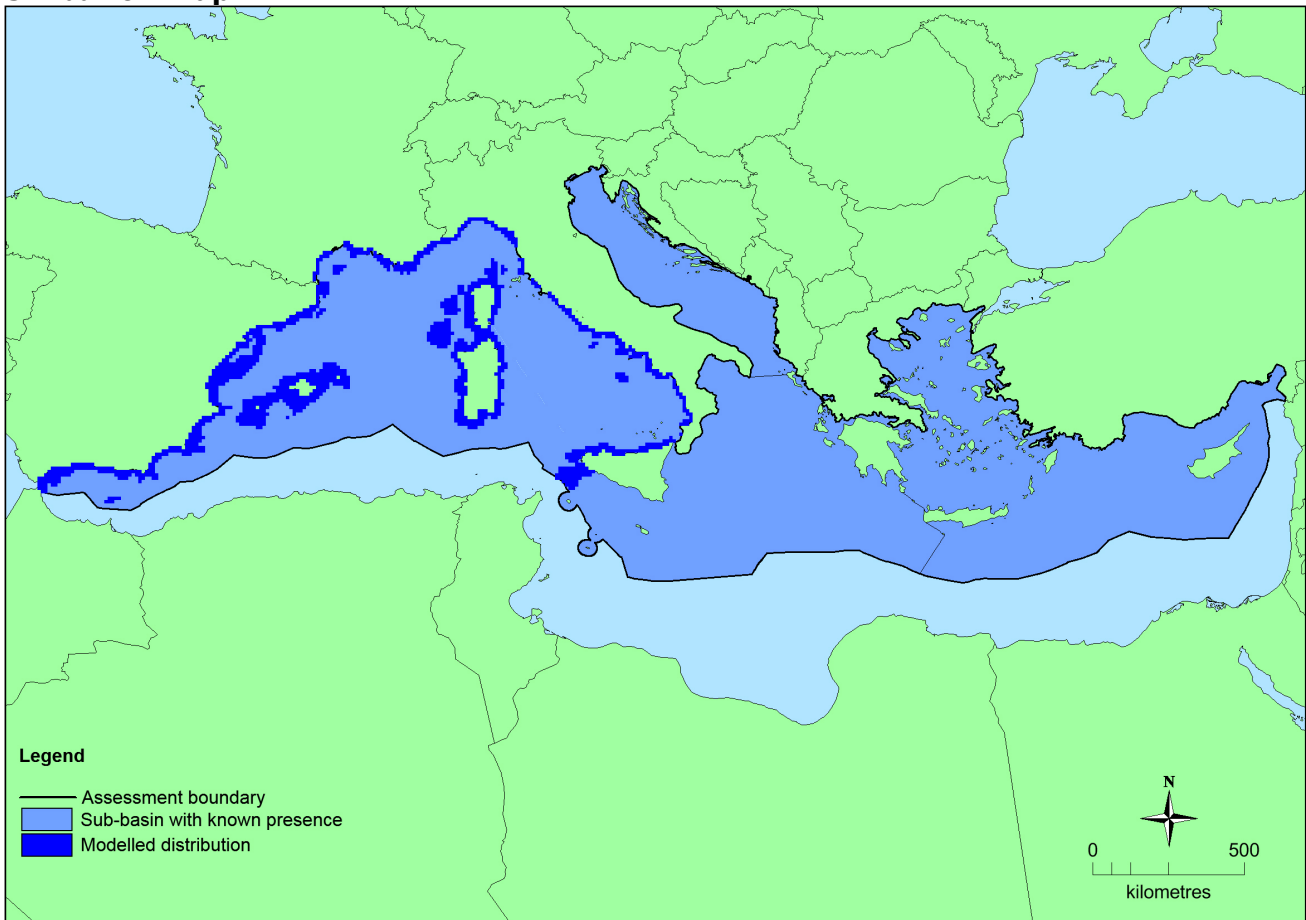 Legend
Assessment boundary
Sub-basin with known presence
Modelled distribution
N
0 500
kilometres